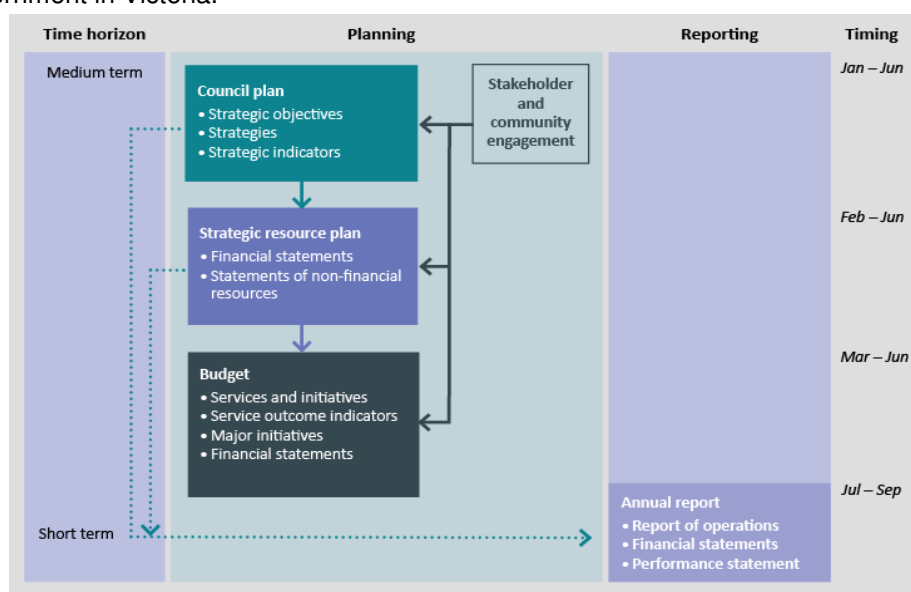 Time horizon
Planning
Reporting
Timing
Medium term
Jan – Jun
Council plan
• Strategic objectives
• Strategies
• Strategic indicators
Stakeholder
and
community
engagement
Feb – Jun
Strategic resource plan
• Financial statements
• Statements of non-financial
resources
Mar – Jun
Budget
• Services and initiatives
• Service outcome indicators
• Major initiatives
• Financial statements
Jul – Sep
Short term
Annual report
• Report of operations
• Financial statements
• Performance statement